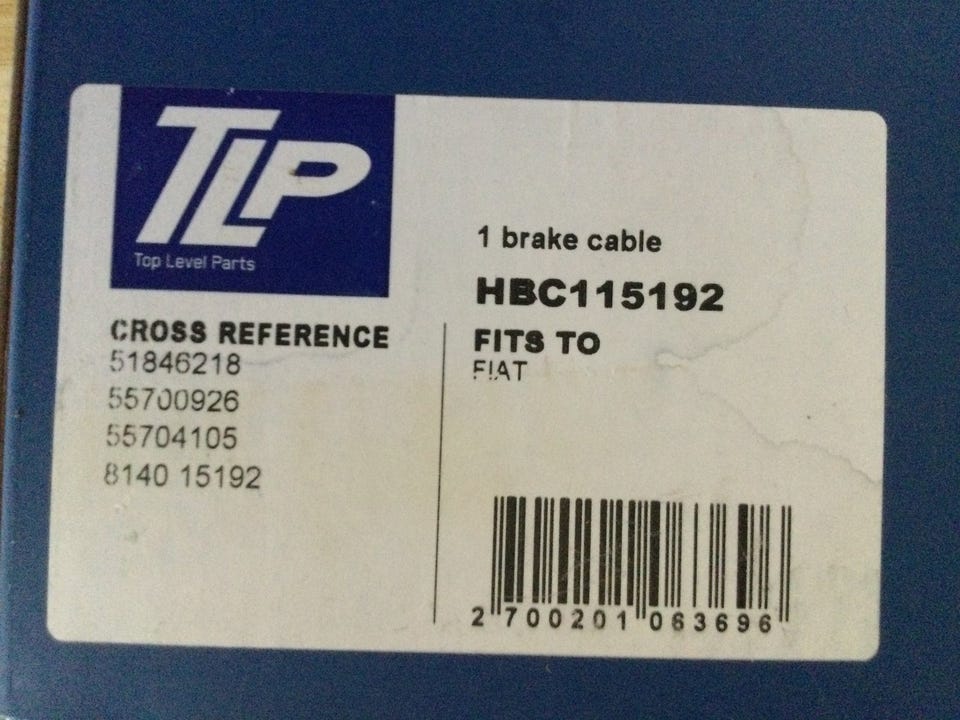 TLP
Top Level Parts
CROSS REFERENCE
51846218
55700926
55704105
8140 15192
1 brake cable
HBC115192
FITS TO
FIAT
2 700201 063696